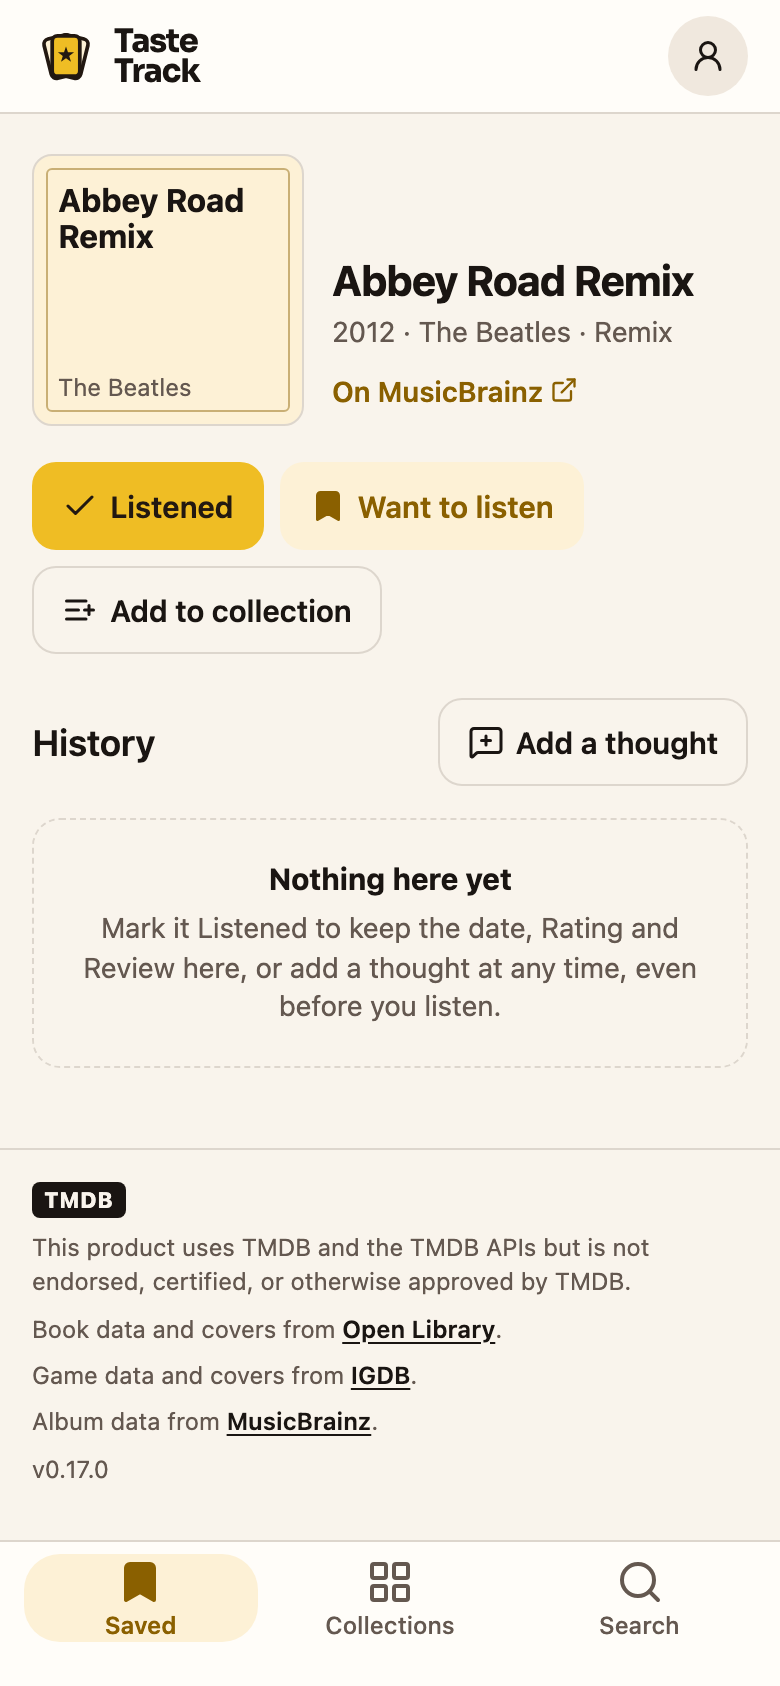 Taste
Track
Abbey Road
Remix
The Beatles
Abbey Road Remix
2012 · The Beatles · Remix
On MusicBrainz
Listened
Want to listen
Add to collection
History
Add a thought
Nothing here yet
Mark it Listened to keep the date, Rating and
Review here, or add a thought at any time, even
before you listen.
TMDB
This product uses TMDB and the TMDB APIs but is not
endorsed, certified, or otherwise approved by TMDB.
Book data and covers from Open Library.
Game data and covers from IGDB.
Album data from MusicBrainz.
v0.17.0
Saved
Collections
Search